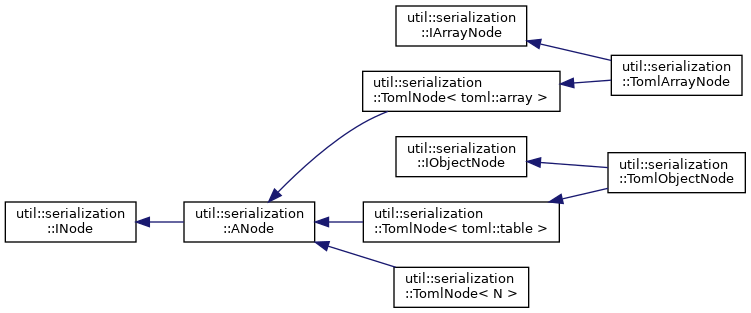 util::serialization
::IArrayNode
util::serialization
::TomlArrayNode
util::serialization
::TomlNode< toml::array >
util::serialization
::IObjectNode
util::serialization
::TomlObjectNode
util::serialization
::INode
util::serialization
::ANode
util::serialization
::TomlNode< toml::table >
util::serialization
::TomlNode< N >